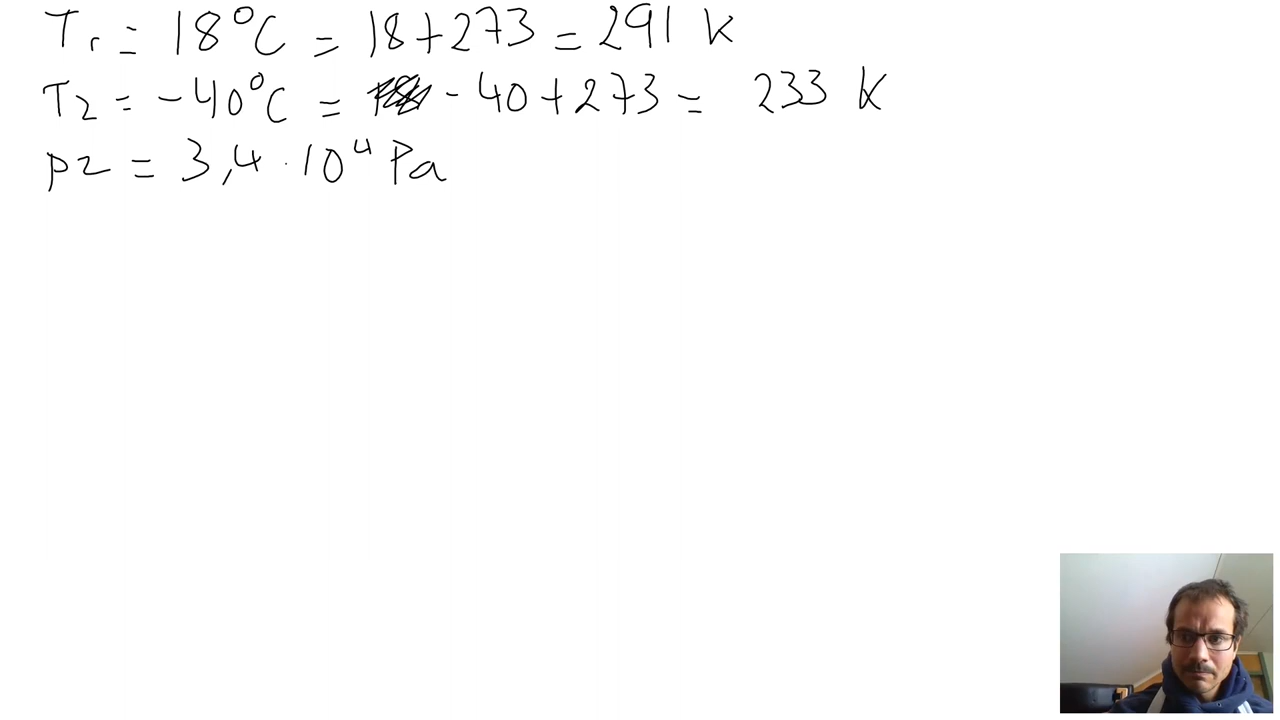 T₁ = 18°C = 18+273 = 291 K
T2 = -40°C = -40+273 = 233 K
p2 = 3,4 · 10⁴ Pa